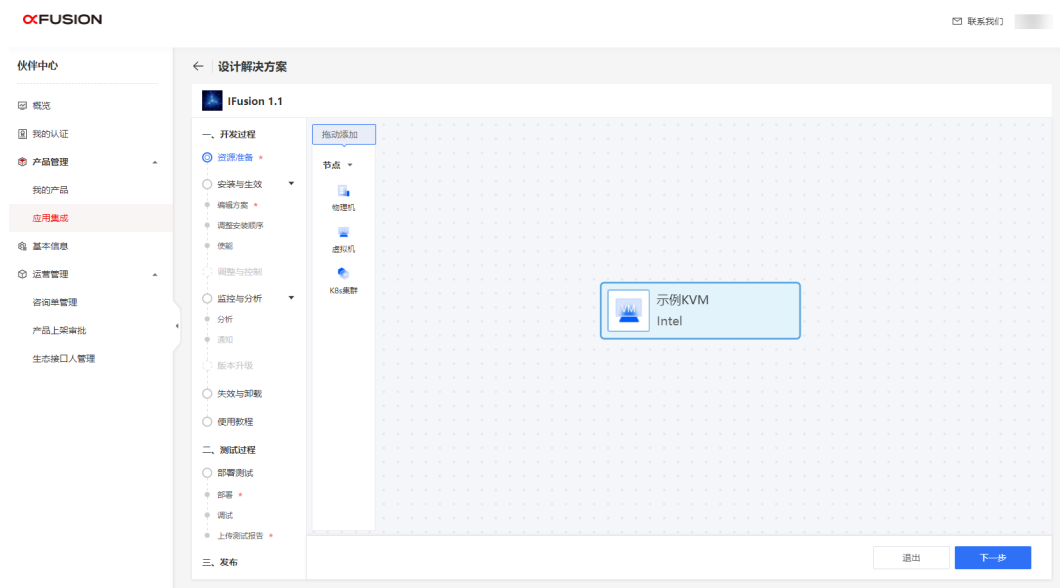 XFUSION
联系我们
伙伴中心
概览
我的认证
产品管理
我的产品
应用集成
基本信息
运营管理
咨询单管理
产品上架审批
生态接口人管理
设计解决方案
IFusion 1.1
一、开发过程
资源准备 *
安装与生效
编辑方案 *
调整安装顺序
使能
调整与控制
监控与分析
分析
通知
版本升级
失效与卸载
使用教程
二、测试过程
部署测试
部署 *
调试
上传测试报告 *
三、发布
拖动添加
节点
物理机
虚拟机
K8s集群
示例KVM
Intel
退出
下一步